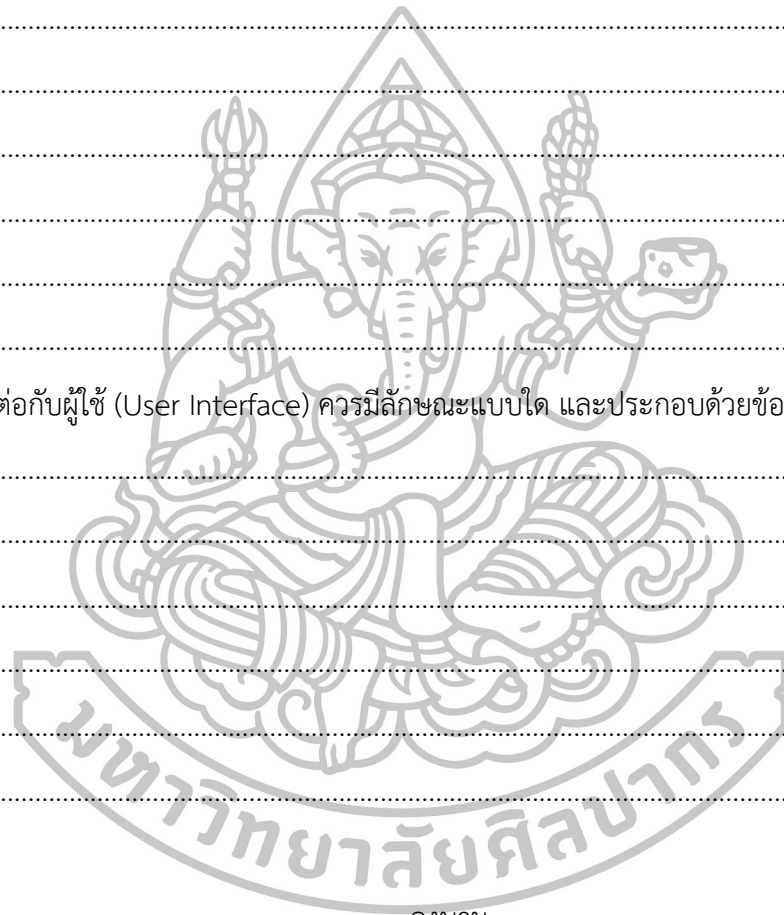 ต่อกับผู้ใช้ (User Interface) ควรมีลักษณะแบบใด และประกอบด้วยข้อ
มหาวิทยาลัยศิลปากร